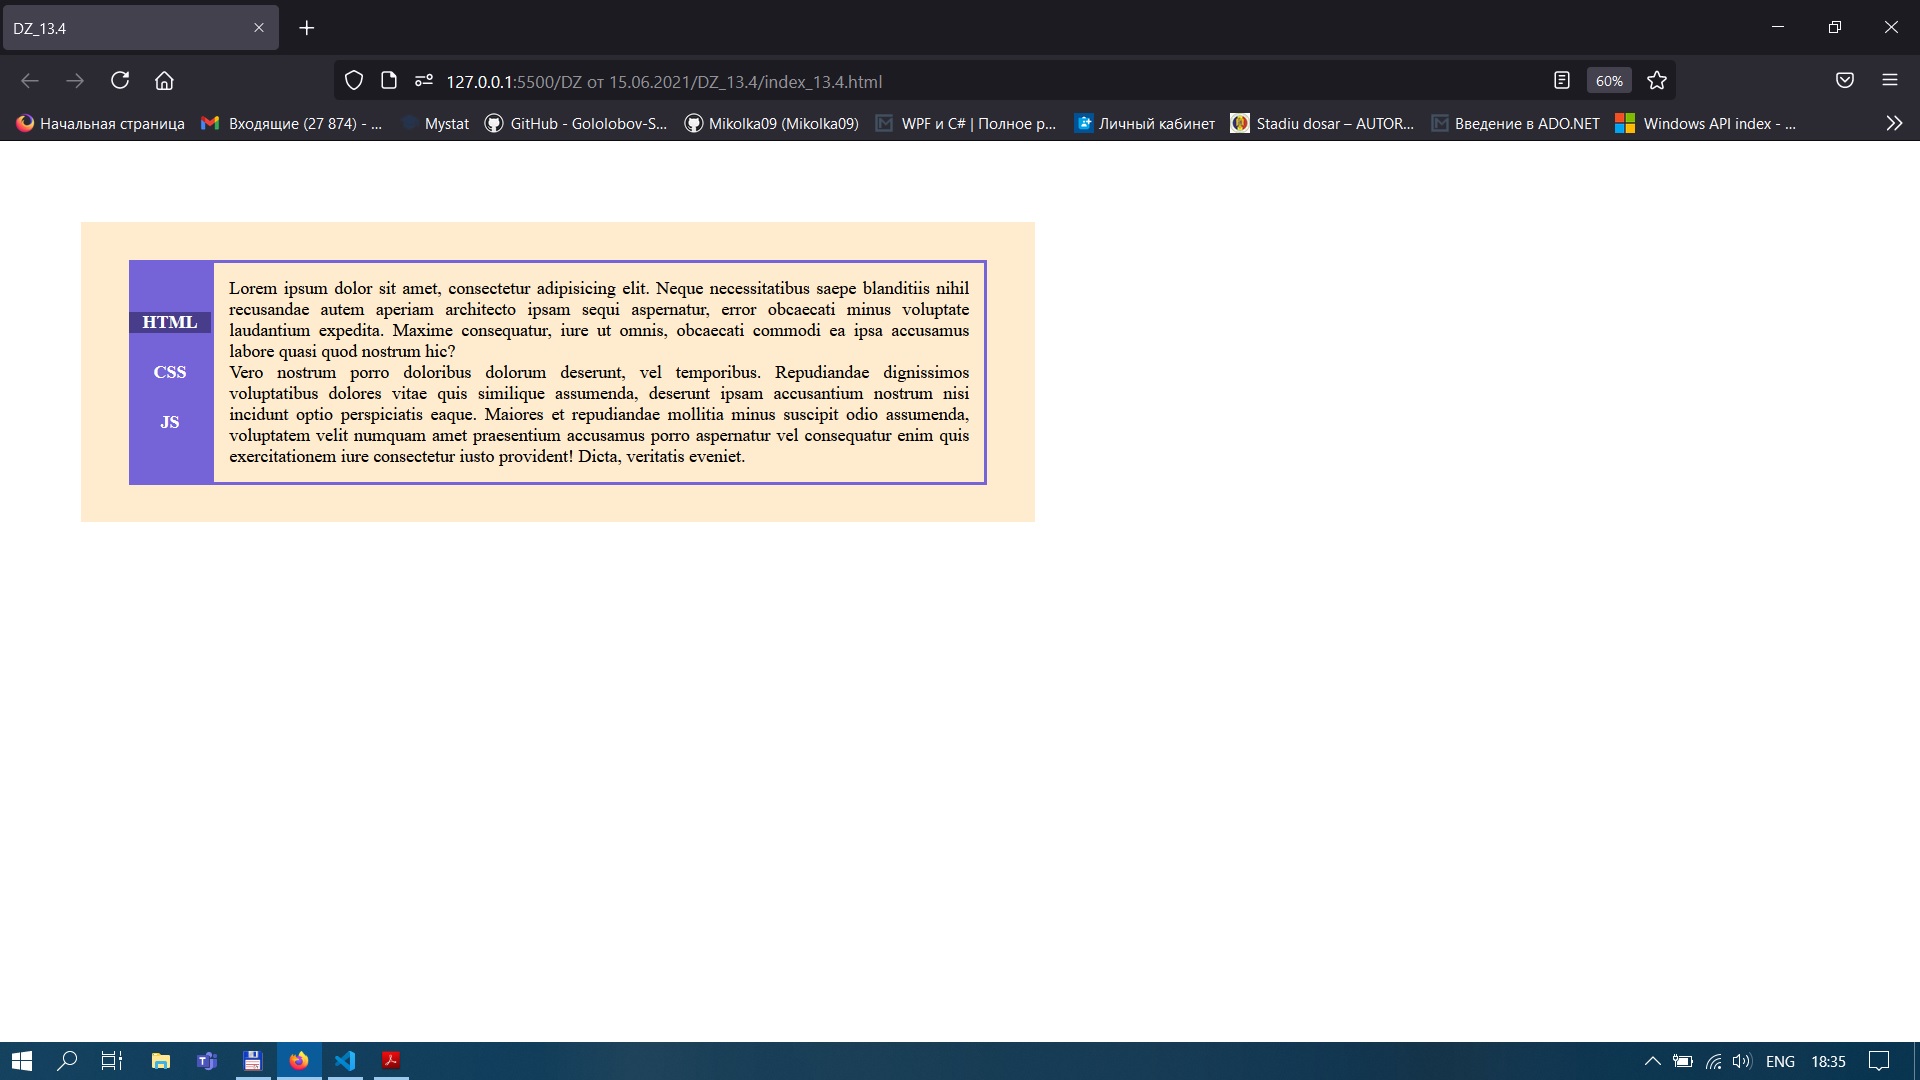 DZ_13.4
127.0.0.1:5500/DZ от 15.06.2021/DZ_13.4/index_13.4.html
60%
Начальная страница
Входящие (27 874) - ...
Mystat
GitHub - Gololobov-S...
Mikolka09 (Mikolka09)
WPF и C# | Полное р...
Личный кабинет
Stadiu dosar – AUTOR...
Введение в ADO.NET
Windows API index - ...
HTML
CSS
JS
Lorem ipsum dolor sit amet, consectetur adipisicing elit. Neque necessitatibus saepe blanditiis nihil
recusandae autem aperiam architecto ipsam sequi aspernatur, error obcaecati minus voluptate
laudantium expedita. Maxime consequatur, iure ut omnis, obcaecati commodi ea ipsa accusamus
labore quasi quod nostrum hic?
Vero nostrum porro doloribus dolorum deserunt, vel temporibus. Repudiandae dignissimos
voluptatibus dolores vitae quis similique assumenda, deserunt ipsam accusantium nostrum nisi
incidunt optio perspiciatis eaque. Maiores et repudiandae mollitia minus suscipit odio assumenda,
voluptatem velit numquam amet praesentium accusamus porro aspernatur vel consequatur enim quis
exercitationem iure consectetur iusto provident! Dicta, veritatis eveniet.
ENG
18:35